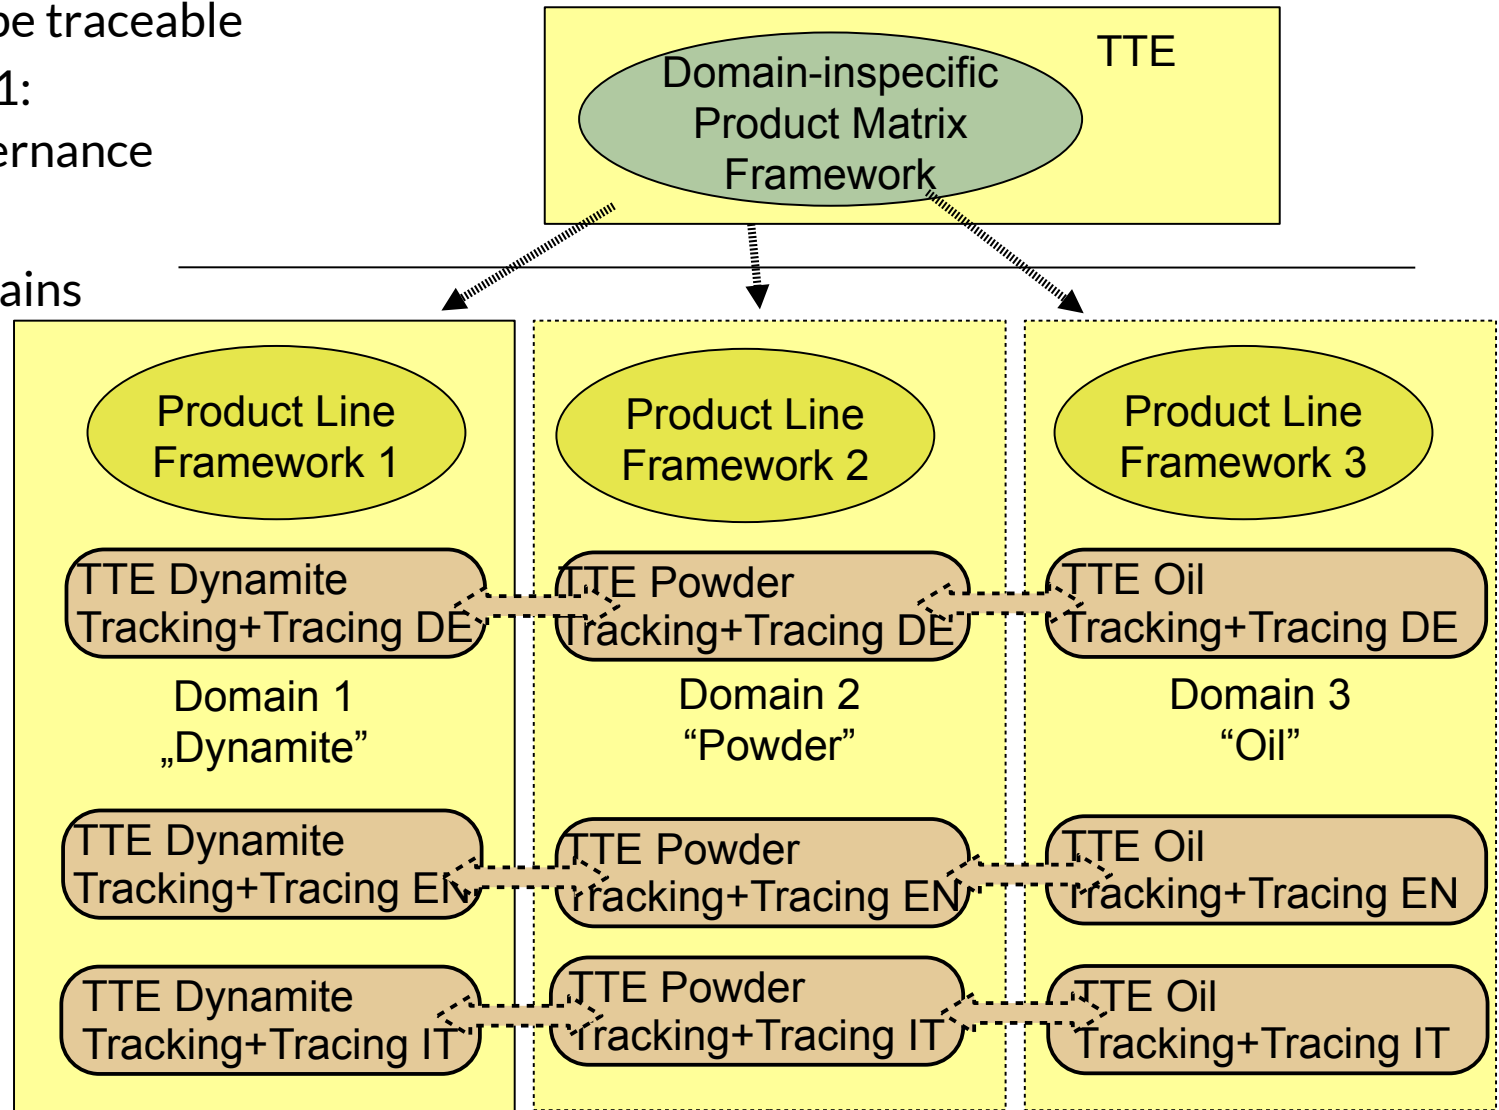 be traceable
1:
ernance
ains
TTE
Domain-inspecific
Product Matrix
Framework
Product Line
Framework 1
Product Line
Framework 2
Product Line
Framework 3
TTE Dynamite
Tracking+Tracing DE
TTE Powder
Tracking+Tracing DE
TTE Oil
Tracking+Tracing DE
Domain 1
„Dynamite”
Domain 2
“Powder”
Domain 3
“Oil”
TTE Dynamite
Tracking+Tracing EN
TTE Powder
Tracking+Tracing EN
TTE Oil
Tracking+Tracing EN
TTE Dynamite
Tracking+Tracing IT
TTE Powder
Tracking+Tracing IT
TTE Oil
Tracking+Tracing IT